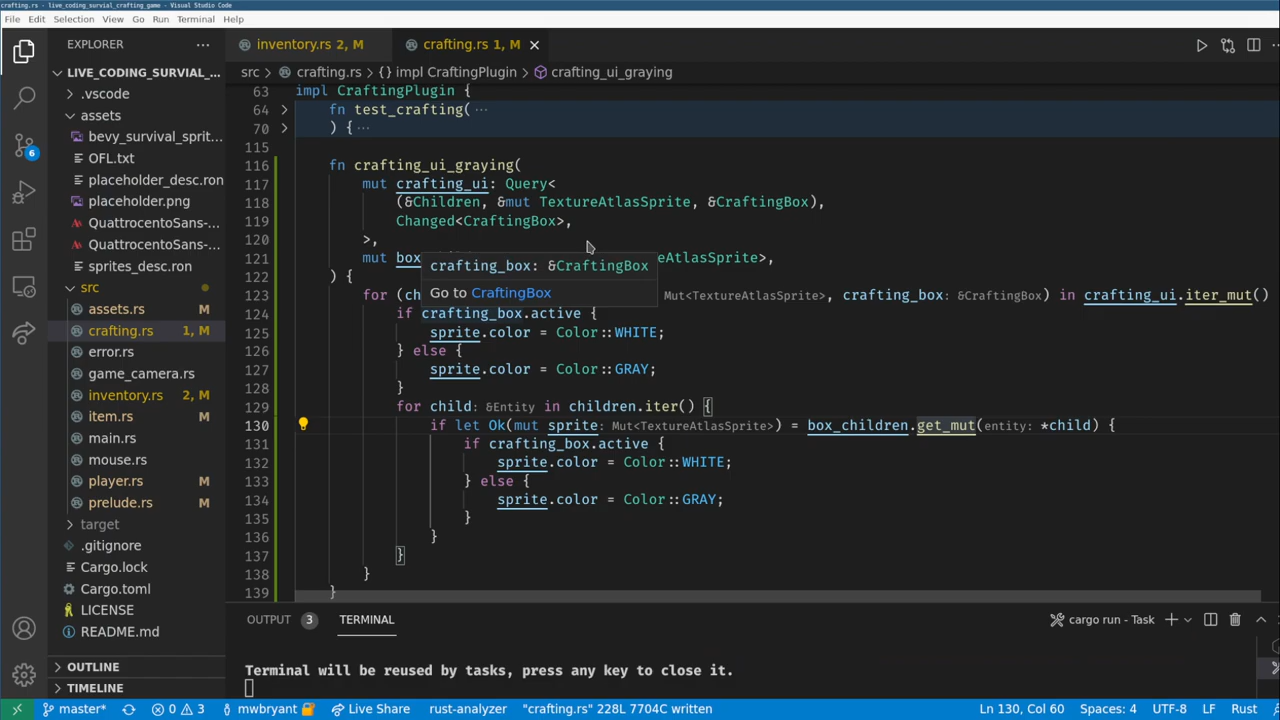 crafting.rs - live_coding_survial_crafting_game - Visual Studio Code
File Edit Selection View Go Run Terminal Help
EXPLORER
inventory.rs 2, M
crafting.rs 1, M
LIVE_CODING_SURVIAL_...
src > crafting.rs > {} impl CraftingPlugin > crafting_ui_graying
.vscode
assets
bevy_survival_sprit...
OFL.txt
placeholder_desc.ron
placeholder.png
QuattrocentoSans-...
QuattrocentoSans-...
sprites_desc.ron
src
assets.rs
crafting.rs 1, M
error.rs
game_camera.rs
inventory.rs 2, M
item.rs M
main.rs
mouse.rs
player.rs M
prelude.rs M
target
.gitignore
Cargo.lock
Cargo.toml
LICENSE
README.md
OUTLINE
TIMELINE
6
63 impl CraftingPlugin {
64 fn test_crafting( ...
70 ) { ...
115
116 fn crafting_ui_graying(
117 mut crafting_ui: Query<
118 (&Children, &mut TextureAtlasSprite, &CraftingBox),
119 Changed<CraftingBox>,
120 >,
121 mut box eAtlasSprite>,
crafting_box: &CraftingBox
Go to CraftingBox
122 ) {
123 for (ch Mut<TextureAtlasSprite>, crafting_box: &CraftingBox) in crafting_ui.iter_mut()
124 if crafting_box.active {
125 sprite.color = Color::WHITE;
126 } else {
127 sprite.color = Color::GRAY;
128 }
129 for child: &Entity in children.iter() {
130 if let Ok(mut sprite: Mut<TextureAtlasSprite>) = box_children.get_mut(entity: *child) {
131 if crafting_box.active {
132 sprite.color = Color::WHITE;
133 } else {
134 sprite.color = Color::GRAY;
135 }
136 }
137 }
138 }
139 }
OUTPUT 3 TERMINAL cargo run - Task
Terminal will be reused by tasks, press any key to close it.
master* 0 3 mwbryant Live Share rust-analyzer "crafting.rs" 228L 7704C written Ln 130, Col 60 Spaces: 4 UTF-8 LF Rust